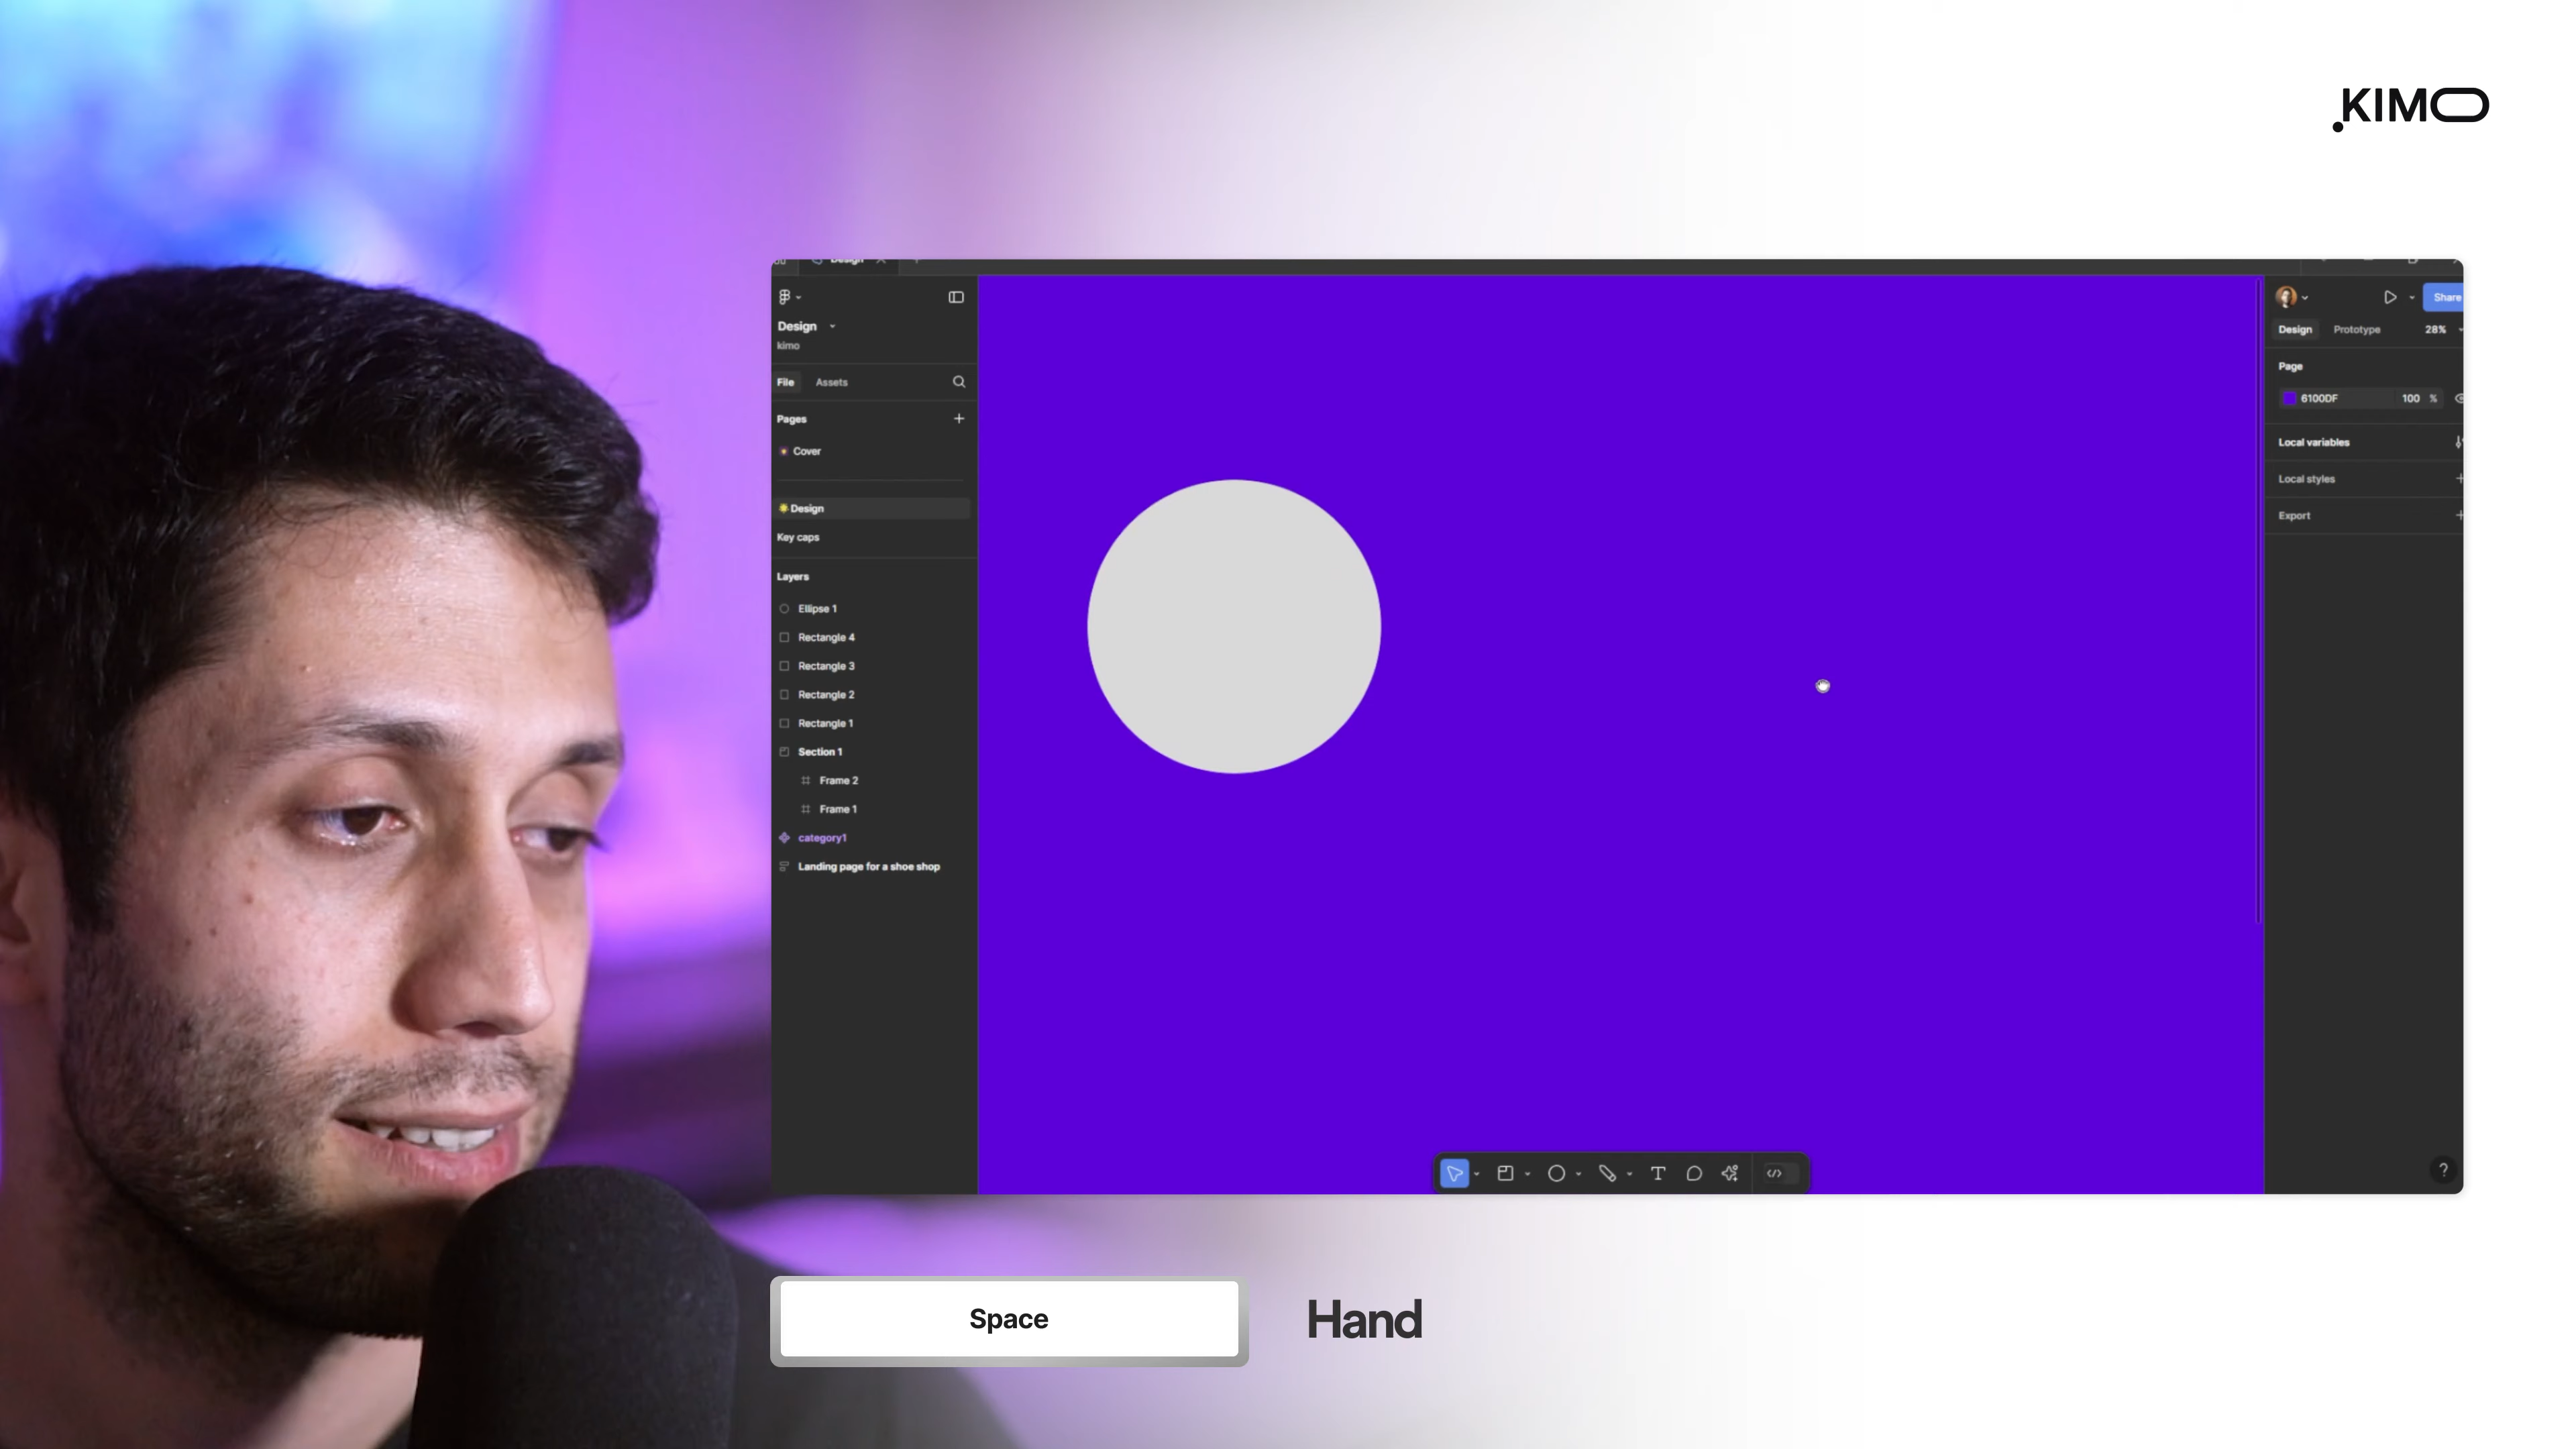 .KIMO
Design
Design
kimo
File Assets
Pages
Cover
Design
Key caps
Layers
Ellipse 1
Rectangle 4
Rectangle 3
Rectangle 2
Rectangle 1
Section 1
Frame 2
Frame 1
category1
Landing page for a shoe shop
Share
Design Prototype 28%
Page
6100DF 100 %
Local variables
Local styles
Export
?
Space
Hand